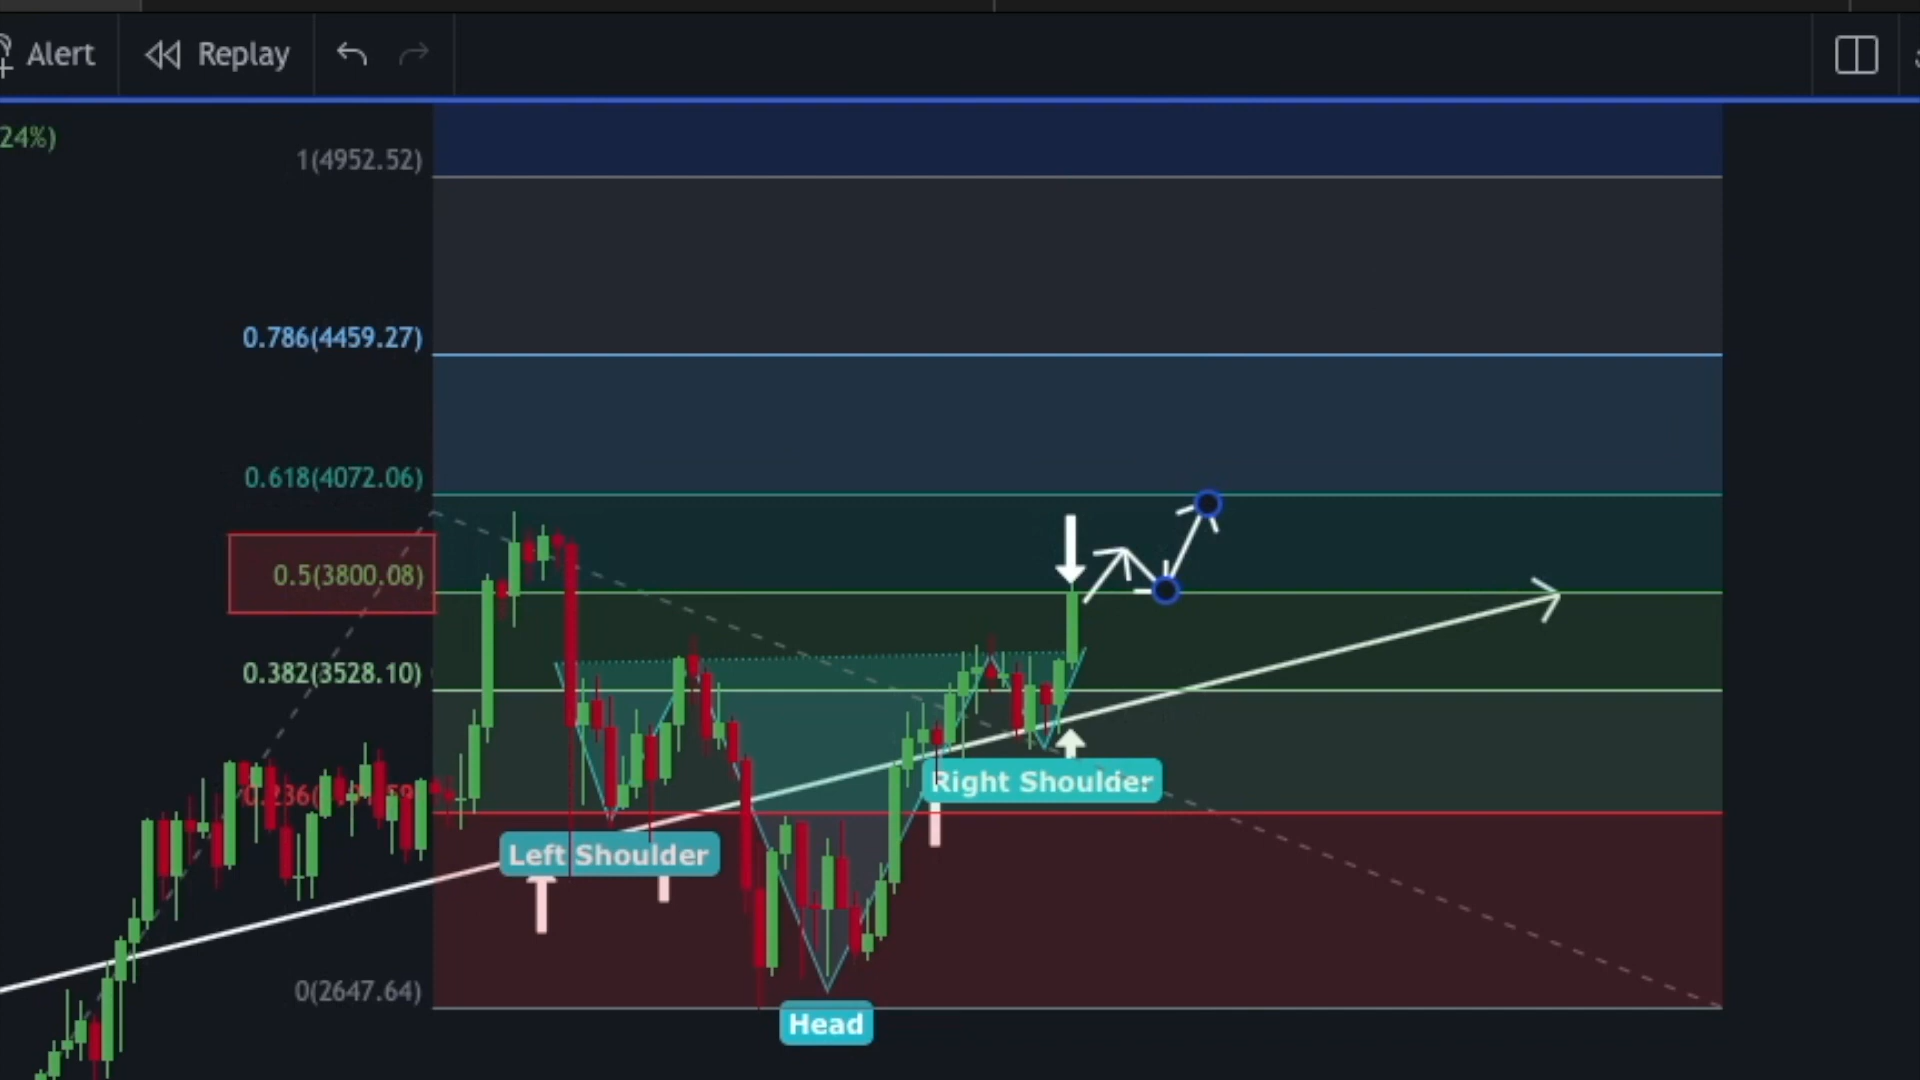 Alert
Replay
24%)
1(4952.52)
0.786(4459.27)
0.618(4072.06)
0.5(3800.08)
0.382(3528.10)
Right Shoulder
Left Shoulder
0(2647.64)
Head